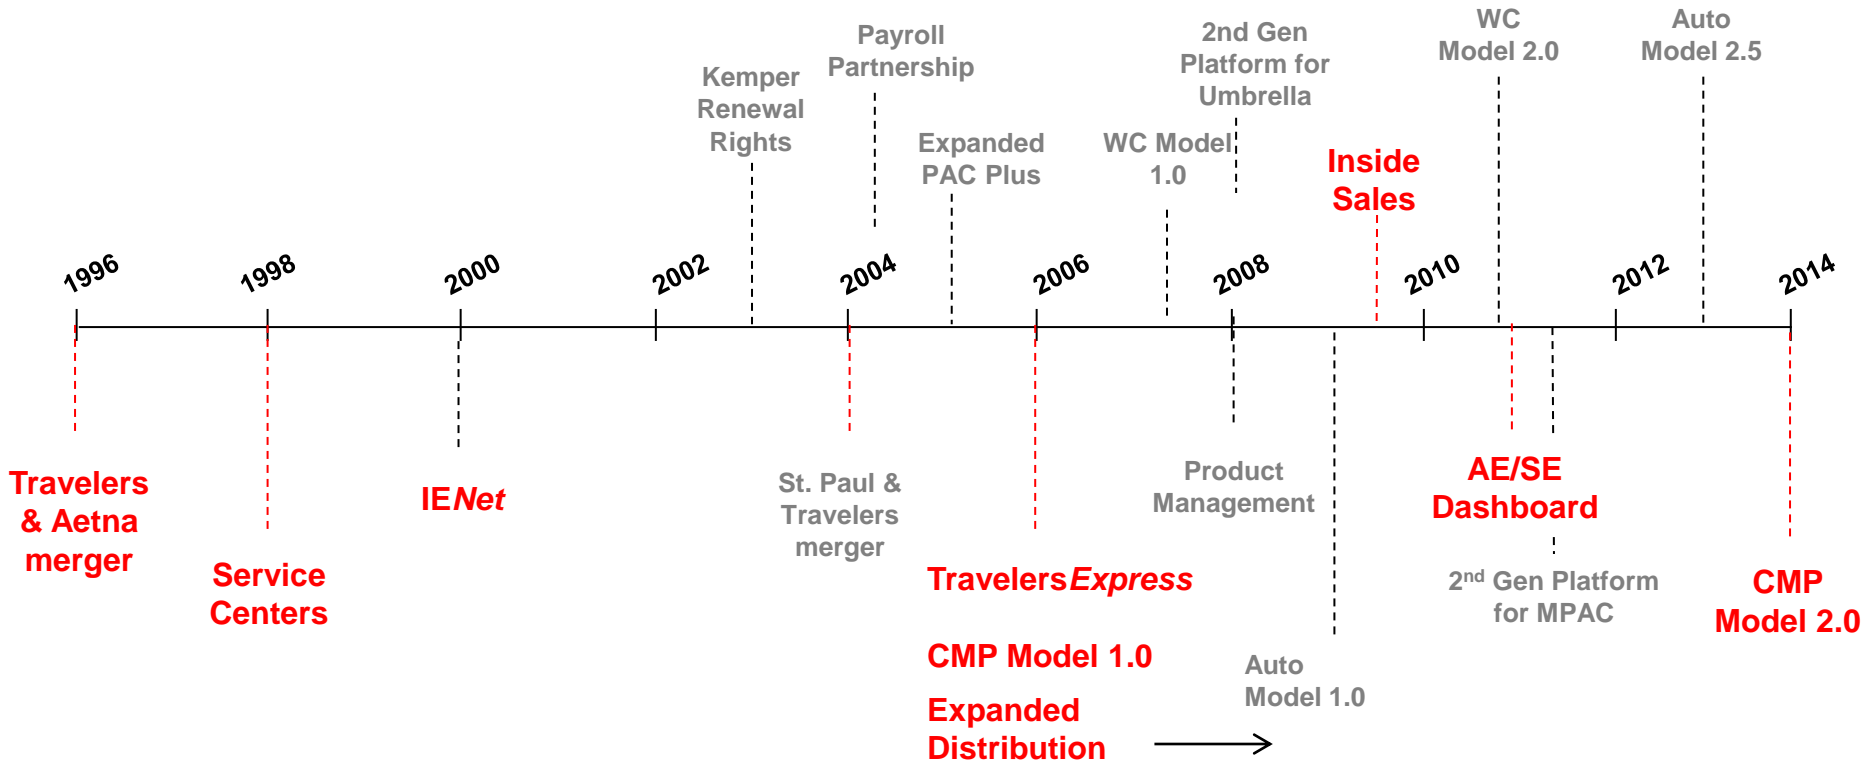 WC
Model 2.0
Auto
Model 2.5
Payroll
Partnership
2nd Gen
Platform for
Umbrella
Kemper
Renewal
Rights
Expanded
PAC Plus
WC Model
1.0
Inside
Sales
1996
1998
2000
2002
2004
2006
2008
2010
2012
2014
Travelers
& Aetna
merger
Service
Centers
IENet
St. Paul &
Travelers
merger
TravelersExpress
CMP Model 1.0
Expanded
Distribution
Product
Management
Auto
Model 1.0
AE/SE
Dashboard
2nd Gen Platform
for MPAC
CMP
Model 2.0